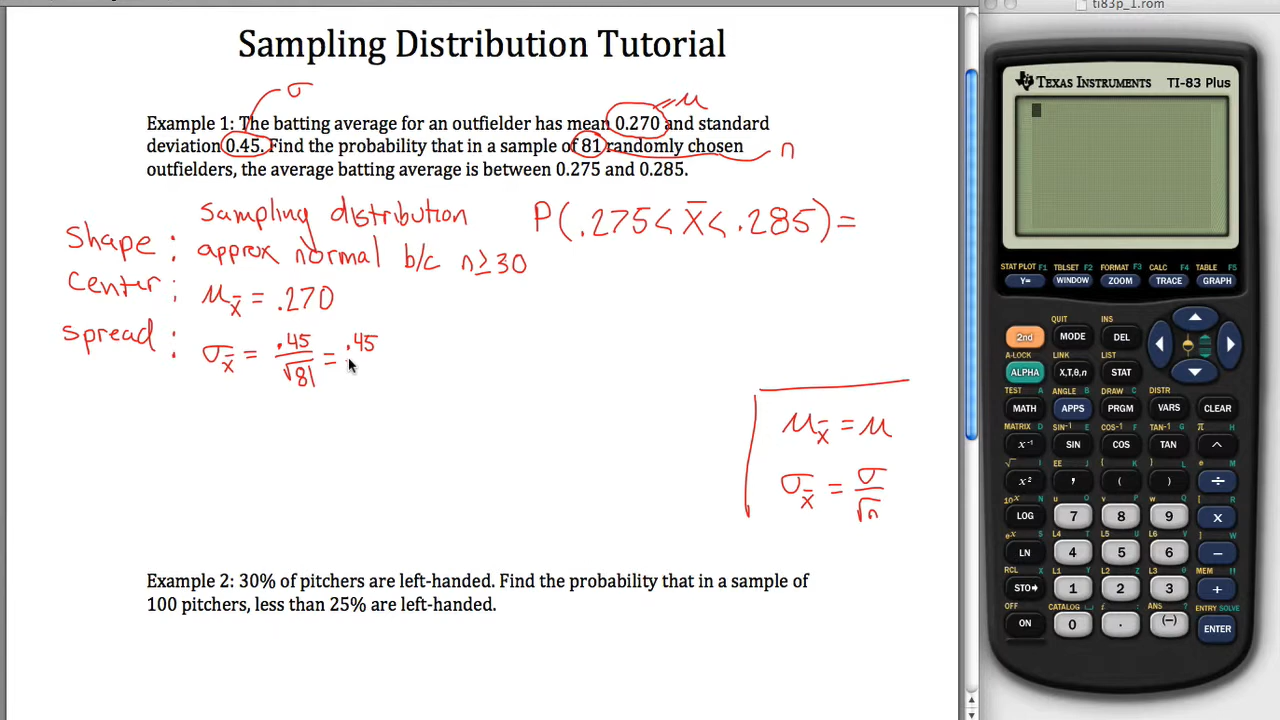 ti83p_1.rom
Sampling Distribution Tutorial
σ
= μ
Example 1: The batting average for an outfielder has mean 0.270 and standard
deviation 0.45. Find the probability that in a sample of 81 randomly chosen
n
outfielders, the average batting average is between 0.275 and 0.285.
sampling distribution
P(.275 < x̄ < .285) =
Shape: approx normal b/c n ≥ 30
Center: μx̄ = .270
Spread: σx̄ = .45/√81 = .45
μx̄ = μ
σx̄ = σ/√n
Example 2: 30% of pitchers are left-handed. Find the probability that in a sample of
100 pitchers, less than 25% are left-handed.
TEXAS INSTRUMENTS TI-83 Plus
STAT PLOT F1 TBLSET F2 FORMAT F3 CALC F4 TABLE F5
Y= WINDOW ZOOM TRACE GRAPH
QUIT INS
2nd MODE DEL
A-LOCK LINK LIST
ALPHA X,T,θ,n STAT
TEST A ANGLE B DRAW C DISTR
MATH APPS PRGM VARS CLEAR
MATRIX D SIN⁻¹ E COS⁻¹ F TAN⁻¹ G π H
x⁻¹ SIN COS TAN ^
√ I EE J { K } L e M
x² , ( ) ÷
10ˣ N u O v P w Q [ R
LOG 7 8 9 x
eˣ S L4 T L5 U L6 V ] W
LN 4 5 6 −
RCL X L1 Y L2 Z L3 θ MEM "
STO➔ 1 2 3 +
OFF CATALOG ␣ i : ANS ? ENTRY SOLVE
ON 0 . (−) ENTER